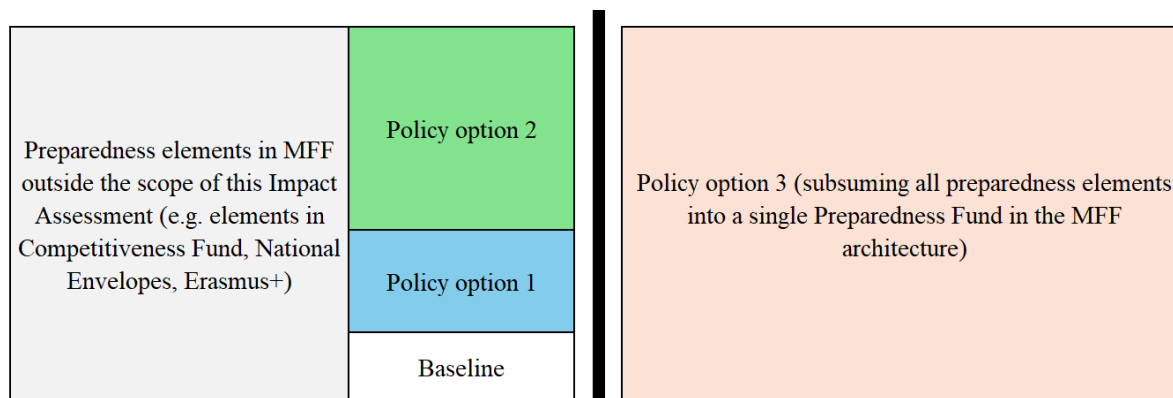 Preparedness elements in MFF
outside the scope of this Impact
Assessment (e.g. elements in
Competitiveness Fund, National
Envelopes, Erasmus+)
Policy option 2
Policy option 1
Baseline
Policy option 3 (subsuming all preparedness elements
into a single Preparedness Fund in the MFF
architecture)